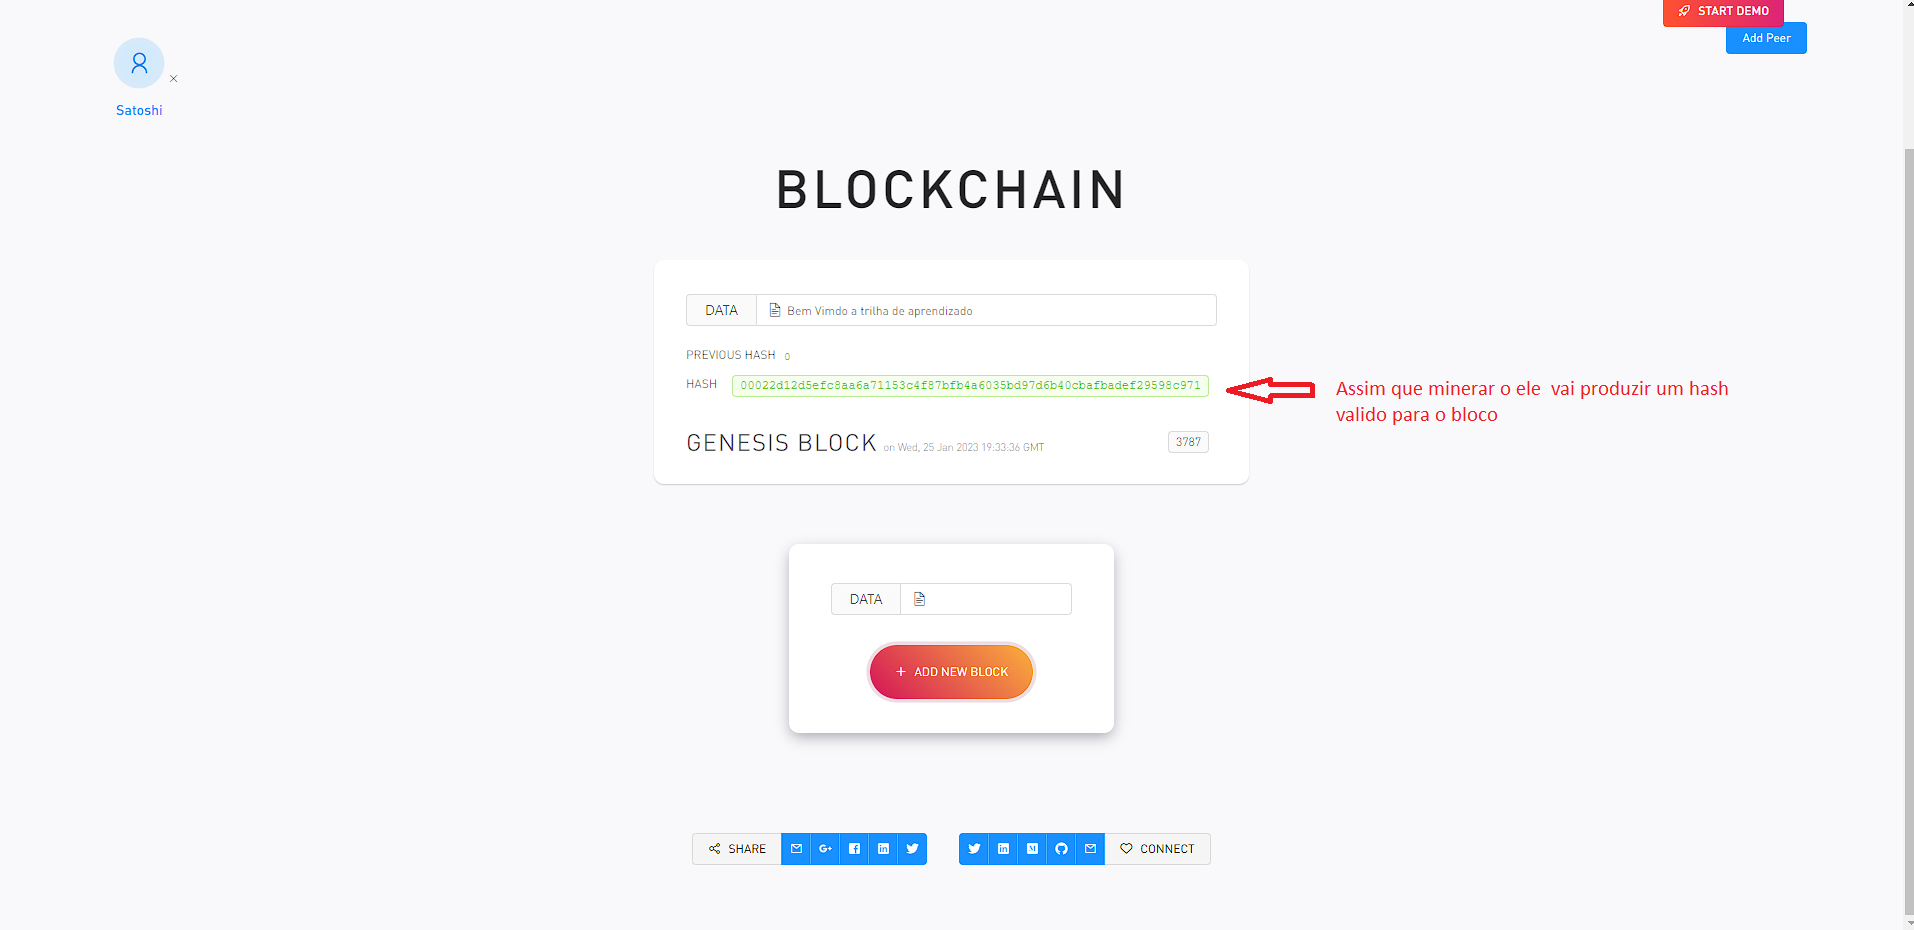 START DEMO
Add Peer
Satoshi
BLOCKCHAIN
DATA Bem Vimdo a trilha de aprendizado
PREVIOUS HASH 0
HASH 00022d12d5efc8aa6a71153c4f87bfb4a6035bd97d6b40cbafbadef29598c971
Assim que minerar o ele vai produzir um hash
valido para o bloco
GENESIS BLOCK on Wed, 25 Jan 2023 19:33:36 GMT 3787
DATA
+ ADD NEW BLOCK
SHARE
CONNECT